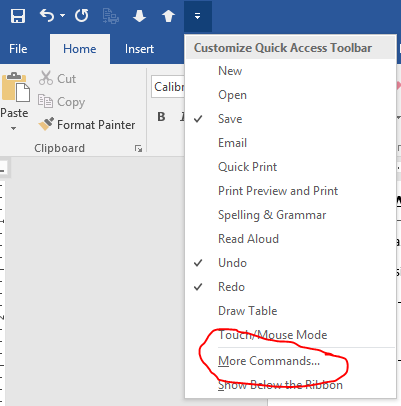 File Home Insert
Customize Quick Access Toolbar
New
Open
Save
Email
Quick Print
Print Preview and Print
Spelling & Grammar
Read Aloud
Undo
Redo
Draw Table
Touch/Mouse Mode
More Commands...
Show Below the Ribbon
Paste
Cut
Copy
Format Painter
Clipboard
Calibr
B I
1
2